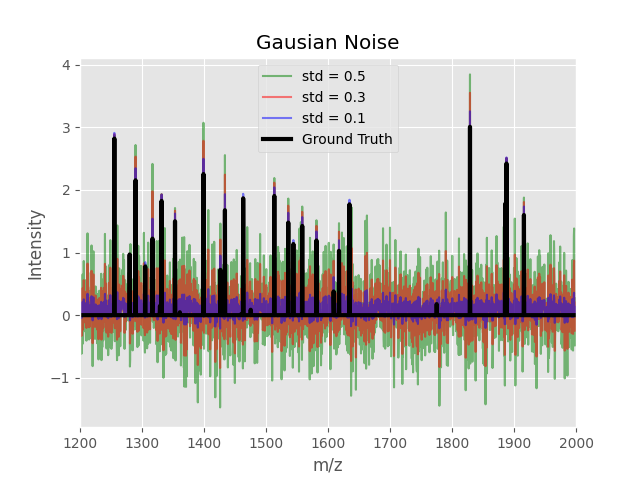 Gausian Noise
4
3
2
1
0
−1
Intensity
std = 0.5
std = 0.3
std = 0.1
Ground Truth
1200 1300 1400 1500 1600 1700 1800 1900 2000
m/z